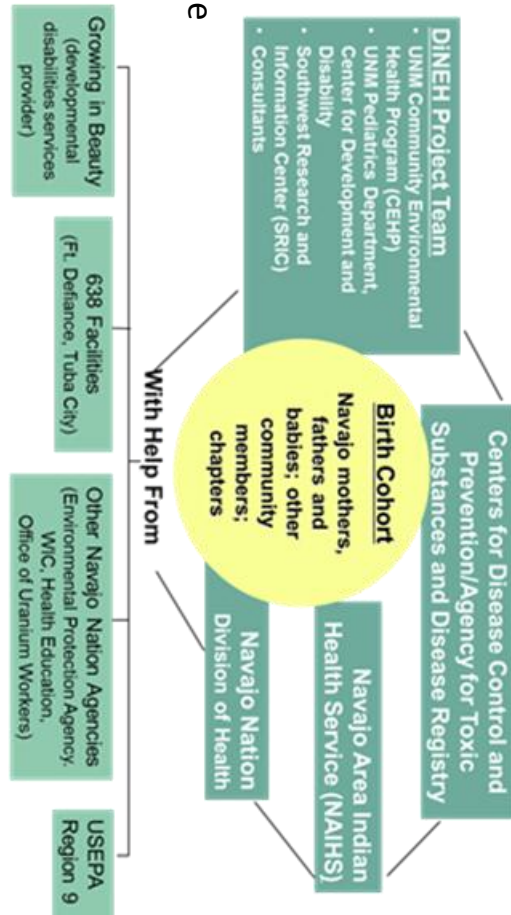 e
Centers for Disease Control and
Prevention/Agency for Toxic
Substances and Disease Registry
DiNEH Project Team
• UNM Community Environmental
Health Program (CEHP)
• UNM Pediatrics Department,
Center for Development and
Disability
• Southwest Research and
Information Center (SRIC)
• Consultants
Birth Cohort
Navajo mothers,
fathers and
babies; other
community
members;
chapters
Navajo Area Indian
Health Service (NAIHS)
Navajo Nation
Division of Health
With Help From
Growing in Beauty
(developmental
disabilities services
provider)
638 Facilities
(Ft. Defiance, Tuba City)
Other Navajo Nation Agencies
(Environmental Protection Agency.
WIC, Health Education,
Office of Uranium Workers)
USEPA
Region 9